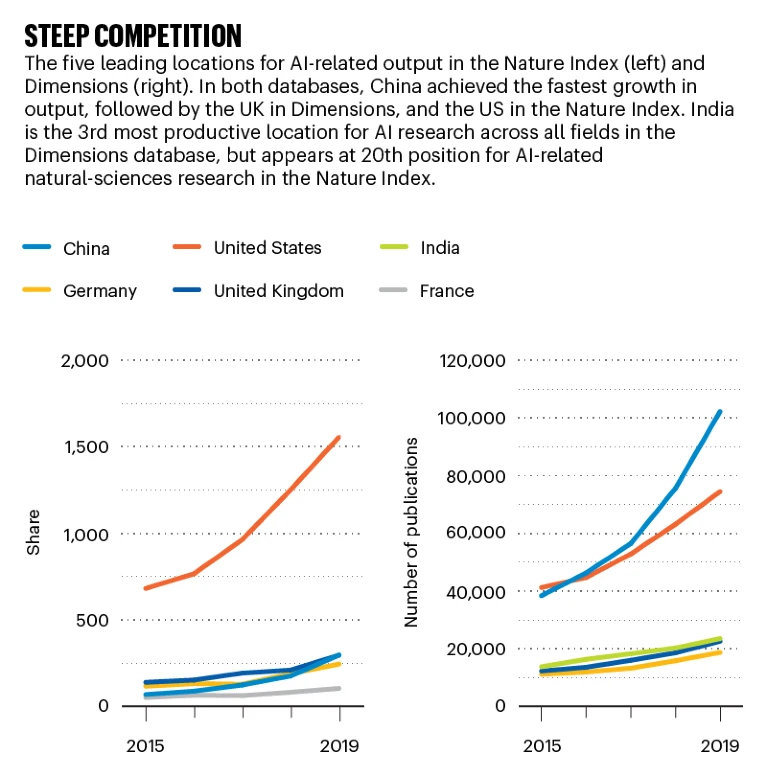 STEEP COMPETITION
The five leading locations for AI-related output in the Nature Index (left) and
Dimensions (right). In both databases, China achieved the fastest growth in
output, followed by the UK in Dimensions, and the US in the Nature Index. India
is the 3rd most productive location for AI research across all fields in the
Dimensions database, but appears at 20th position for AI-related
natural-sciences research in the Nature Index.
China
United States
India
Germany
United Kingdom
France
2,000
1,500
1,000
500
0
Share
2015
2019
120,000
100,000
80,000
60,000
40,000
20,000
0
Number of publications
2015
2019